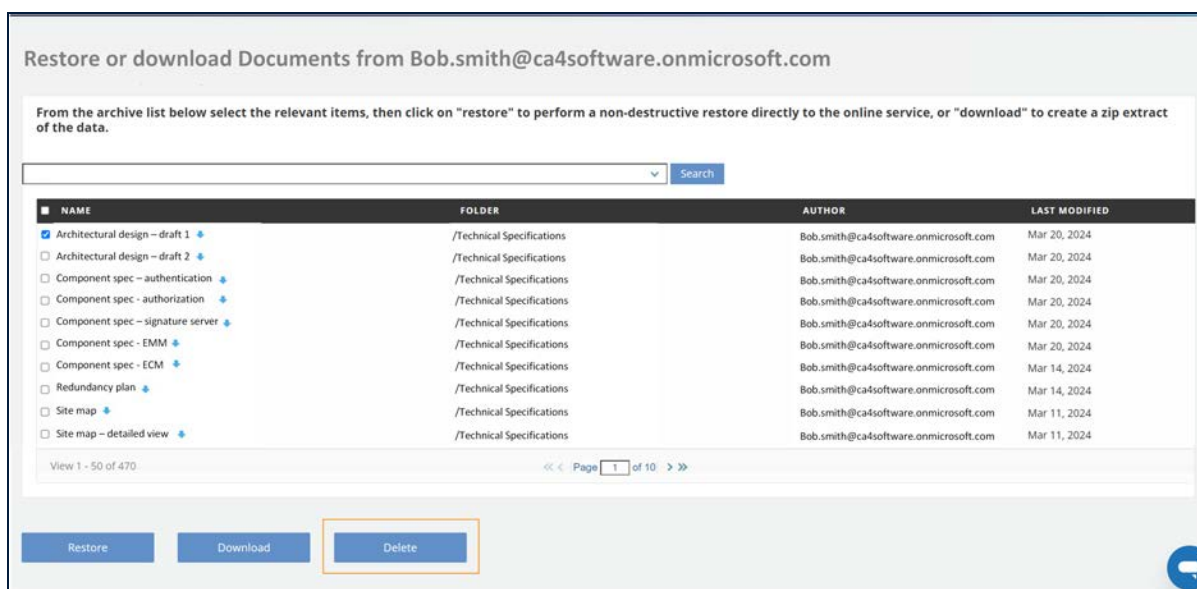 Restore or download Documents from Bob.smith@ca4software.onmicrosoft.com
From the archive list below select the relevant items, then click on "restore" to perform a non-destructive restore directly to the online service, or "download" to create a zip extract
of the data.
Search
NAME FOLDER AUTHOR LAST MODIFIED
Architectural design – draft 1 /Technical Specifications Bob.smith@ca4software.onmicrosoft.com Mar 20, 2024
Architectural design – draft 2 /Technical Specifications Bob.smith@ca4software.onmicrosoft.com Mar 20, 2024
Component spec – authentication /Technical Specifications Bob.smith@ca4software.onmicrosoft.com Mar 20, 2024
Component spec - authorization /Technical Specifications Bob.smith@ca4software.onmicrosoft.com Mar 20, 2024
Component spec – signature server /Technical Specifications Bob.smith@ca4software.onmicrosoft.com Mar 20, 2024
Component spec - EMM /Technical Specifications Bob.smith@ca4software.onmicrosoft.com Mar 20, 2024
Component spec - ECM /Technical Specifications Bob.smith@ca4software.onmicrosoft.com Mar 14, 2024
Redundancy plan /Technical Specifications Bob.smith@ca4software.onmicrosoft.com Mar 14, 2024
Site map /Technical Specifications Bob.smith@ca4software.onmicrosoft.com Mar 11, 2024
Site map – detailed view /Technical Specifications Bob.smith@ca4software.onmicrosoft.com Mar 11, 2024
View 1 - 50 of 470 Page 1 of 10
Restore Download Delete